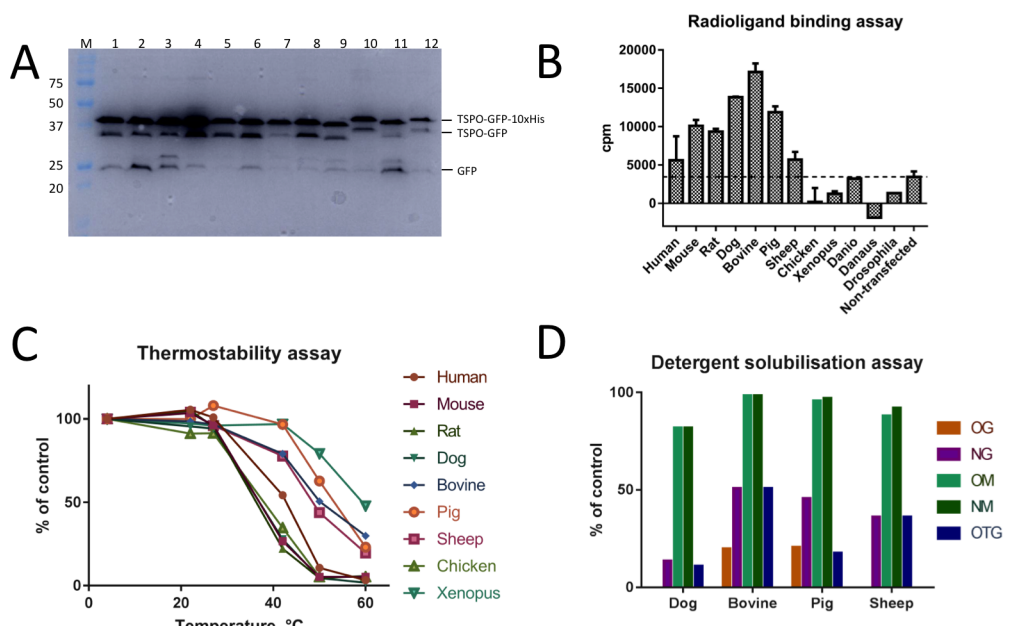 A
M 1 2 3 4 5 6 7 8 9 10 11 12
75
50
37
25
20
TSPO-GFP-10xHis
TSPO-GFP
GFP
B
Radioligand binding assay
cpm
20000
15000
10000
5000
0
Human
Mouse
Rat
Dog
Bovine
Pig
Sheep
Chicken
Xenopus
Danio
Danaus
Drosophila
Non-transfected
C
Thermostability assay
% of control
100
50
0
0 20 40 60
Temperature, °C
Human
Mouse
Rat
Dog
Bovine
Pig
Sheep
Chicken
Xenopus
D
Detergent solubilisation assay
% of control
100
50
0
Dog Bovine Pig Sheep
OG
NG
OM
NM
OTG